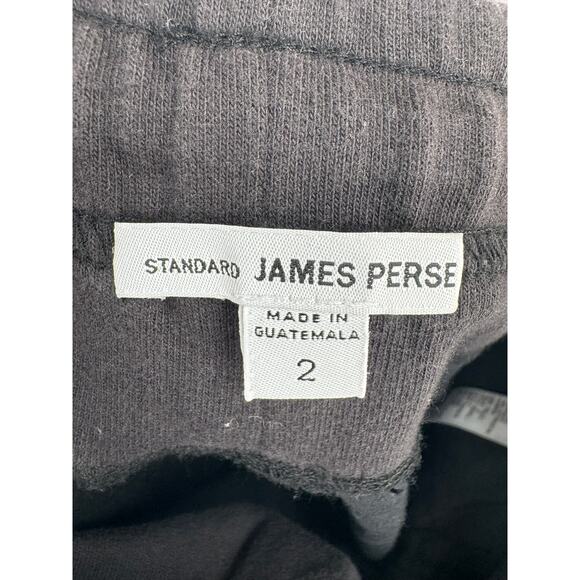 STANDARD JAMES PERSE
MADE IN
GUATEMALA
2